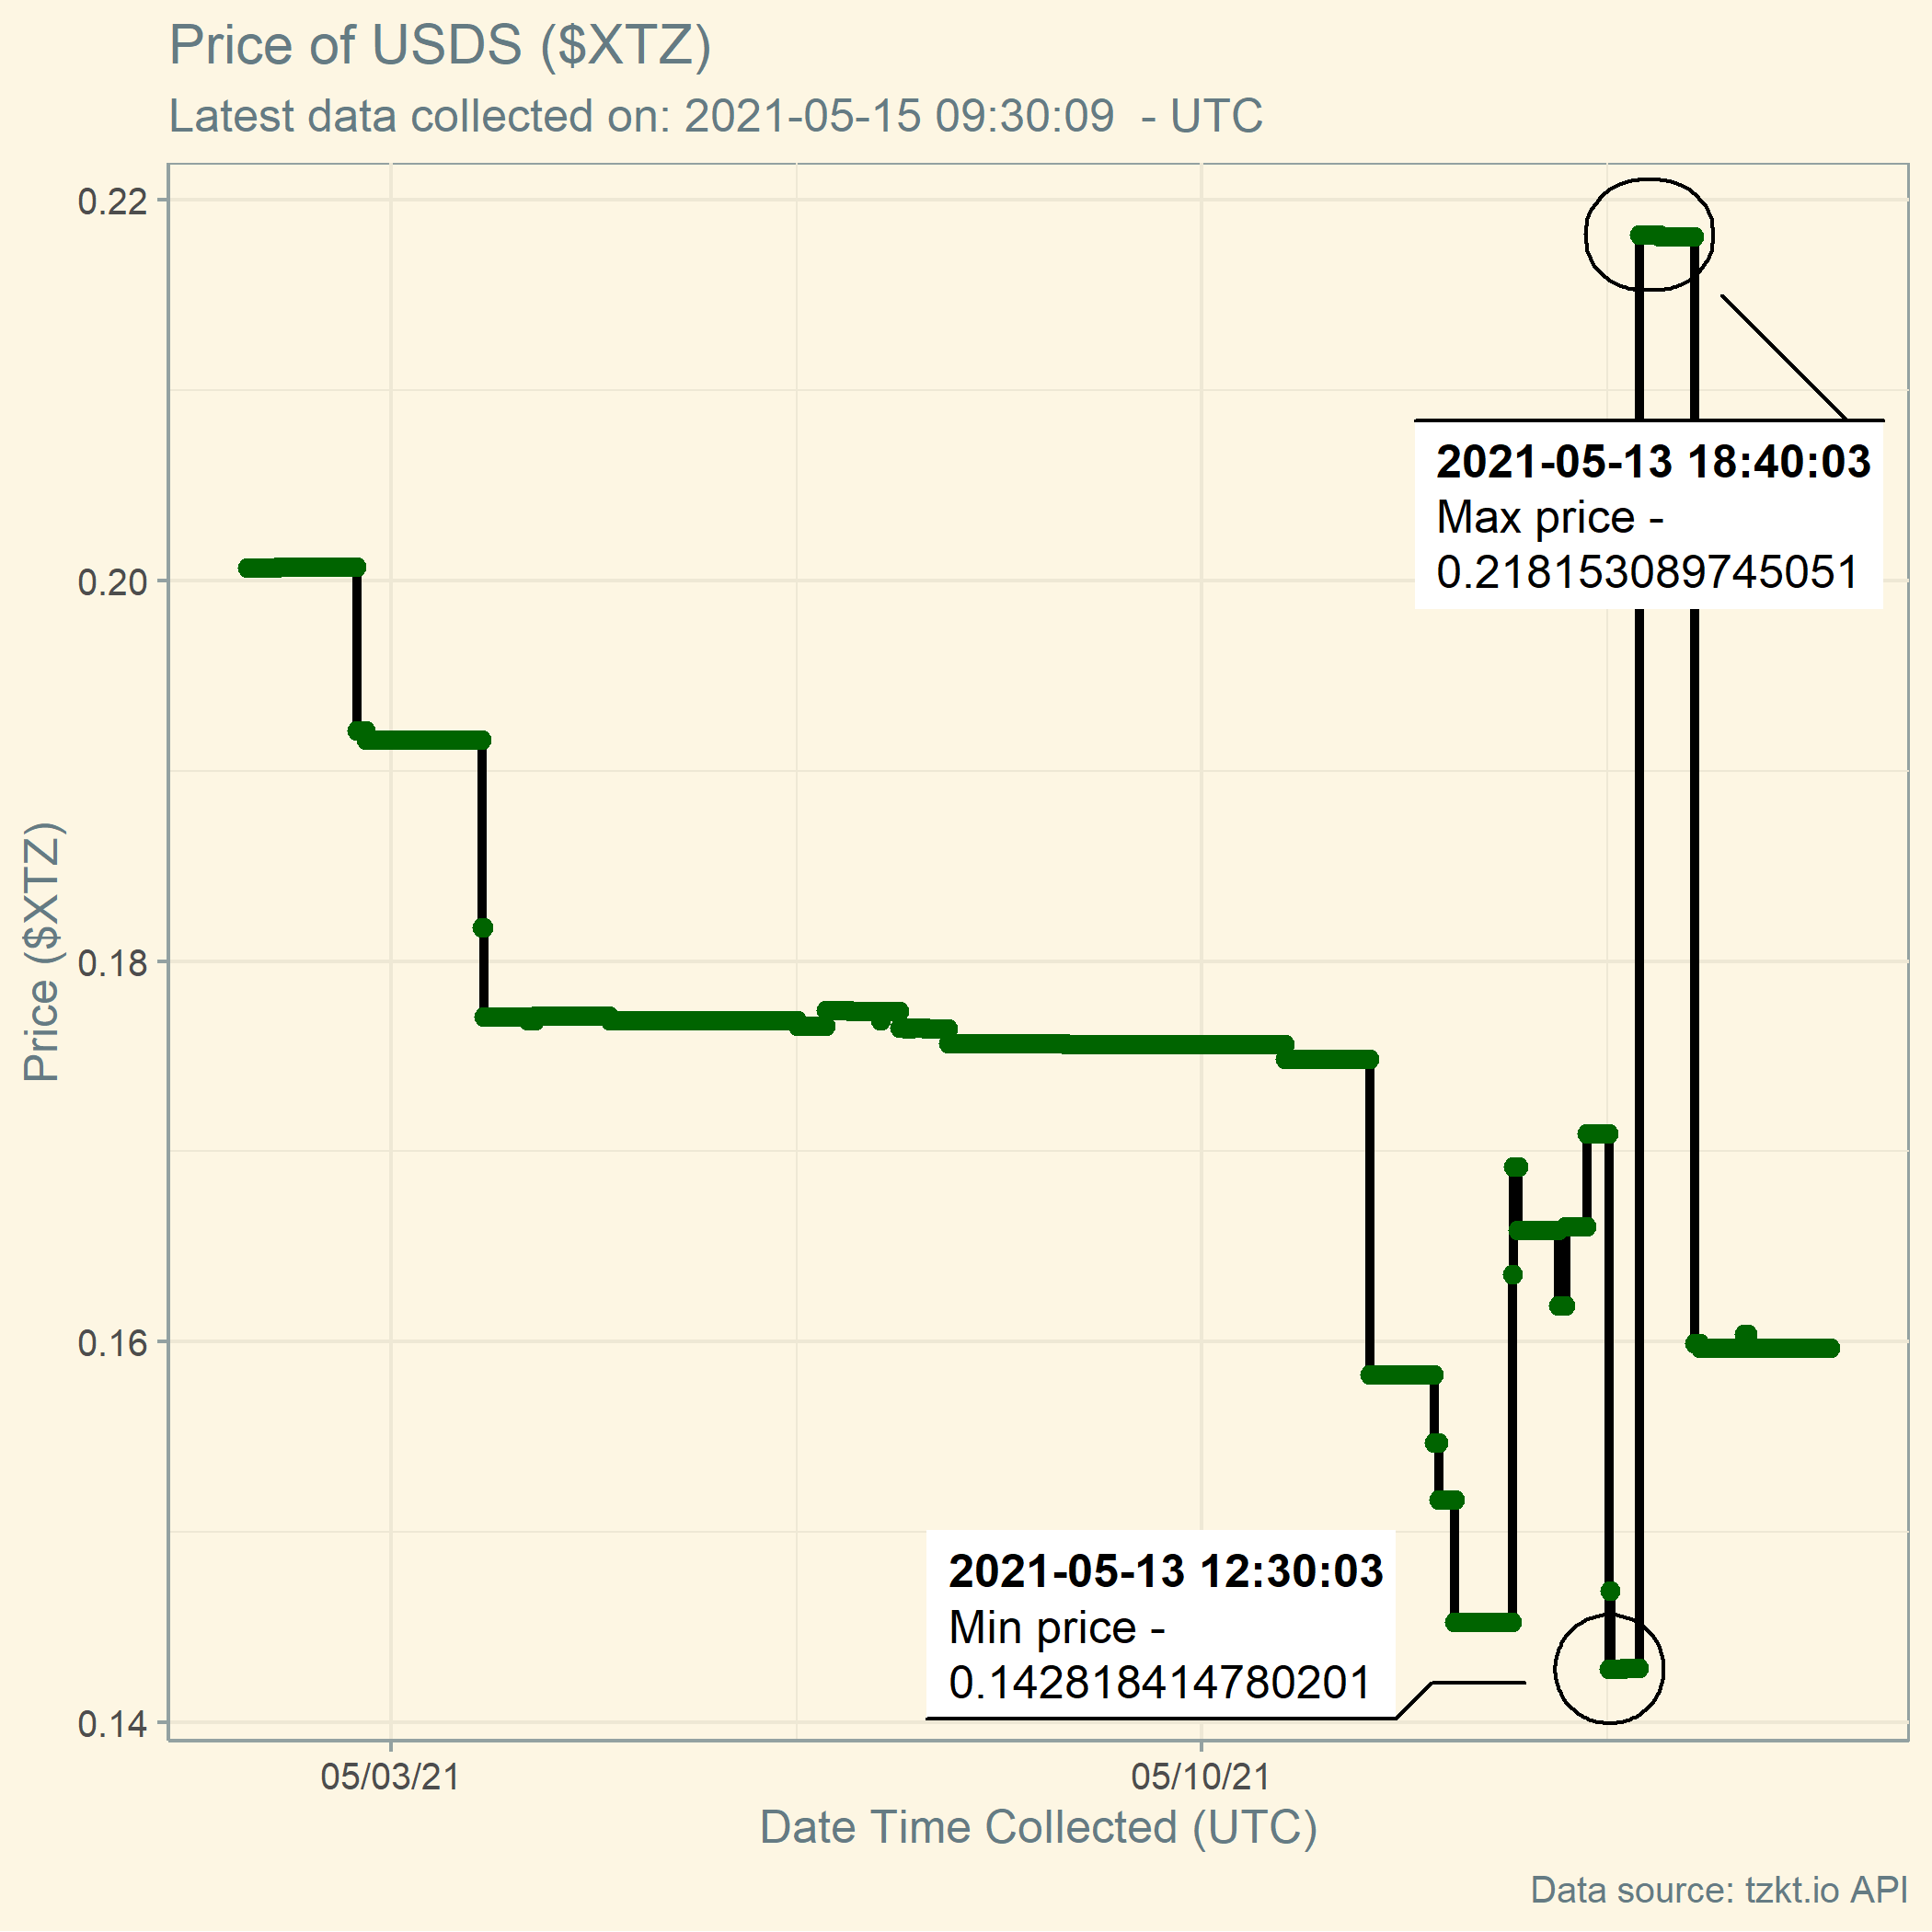 Price of USDS ($XTZ)
Latest data collected on: 2021-05-15 09:30:09  - UTC
0.22
0.20
0.18
0.16
0.14
Price ($XTZ)
2021-05-13 18:40:03
Max price -
0.218153089745051
2021-05-13 12:30:03
Min price -
0.142818414780201
05/03/21
05/10/21
Date Time Collected (UTC)
Data source: tzkt.io API